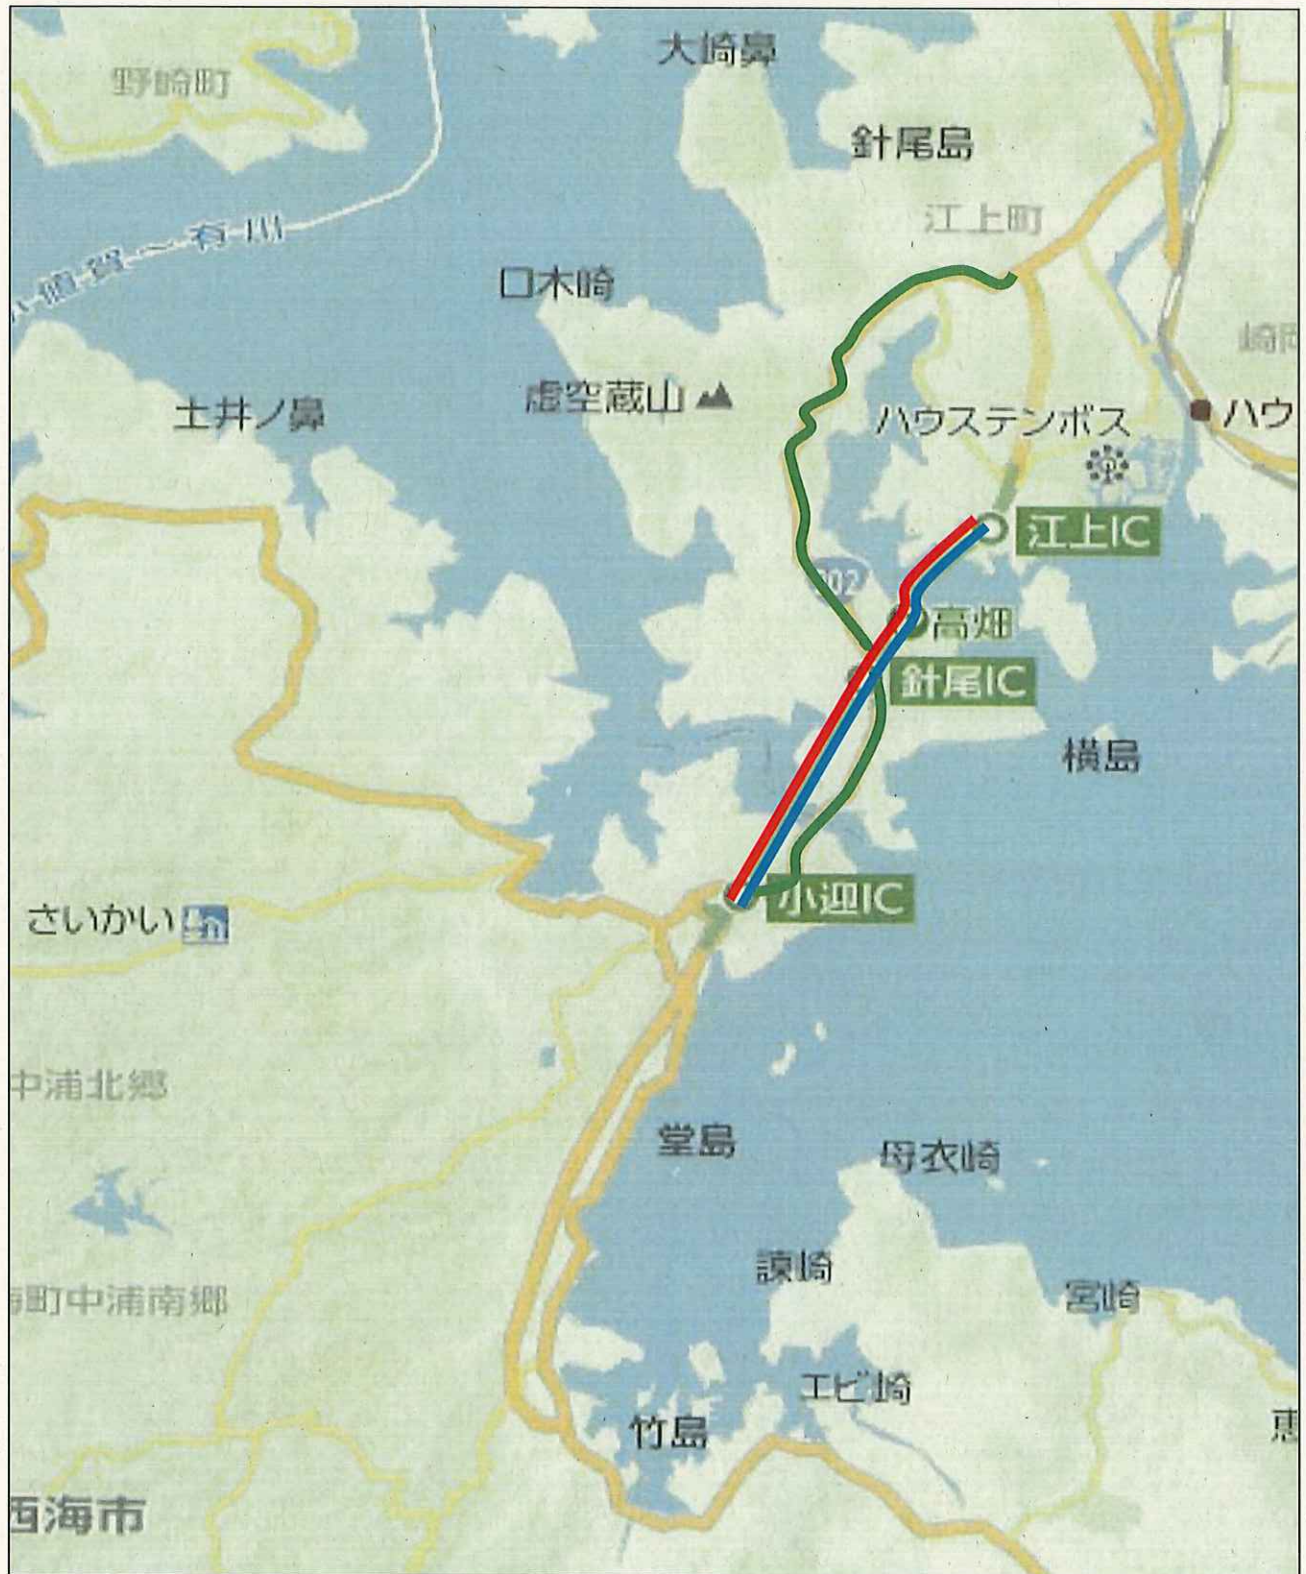 大崎鼻
野崎町
針尾島
江上町
～有川
口木崎
虚空蔵山
土井ノ鼻
ハウステンボス
ハウ
江上IC
202
高畑
針尾IC
横島
小迎IC
さいかい
中浦北郷
堂島
母衣崎
諫崎
町中浦南郷
宮崎
エビ崎
竹島
恵
西海市